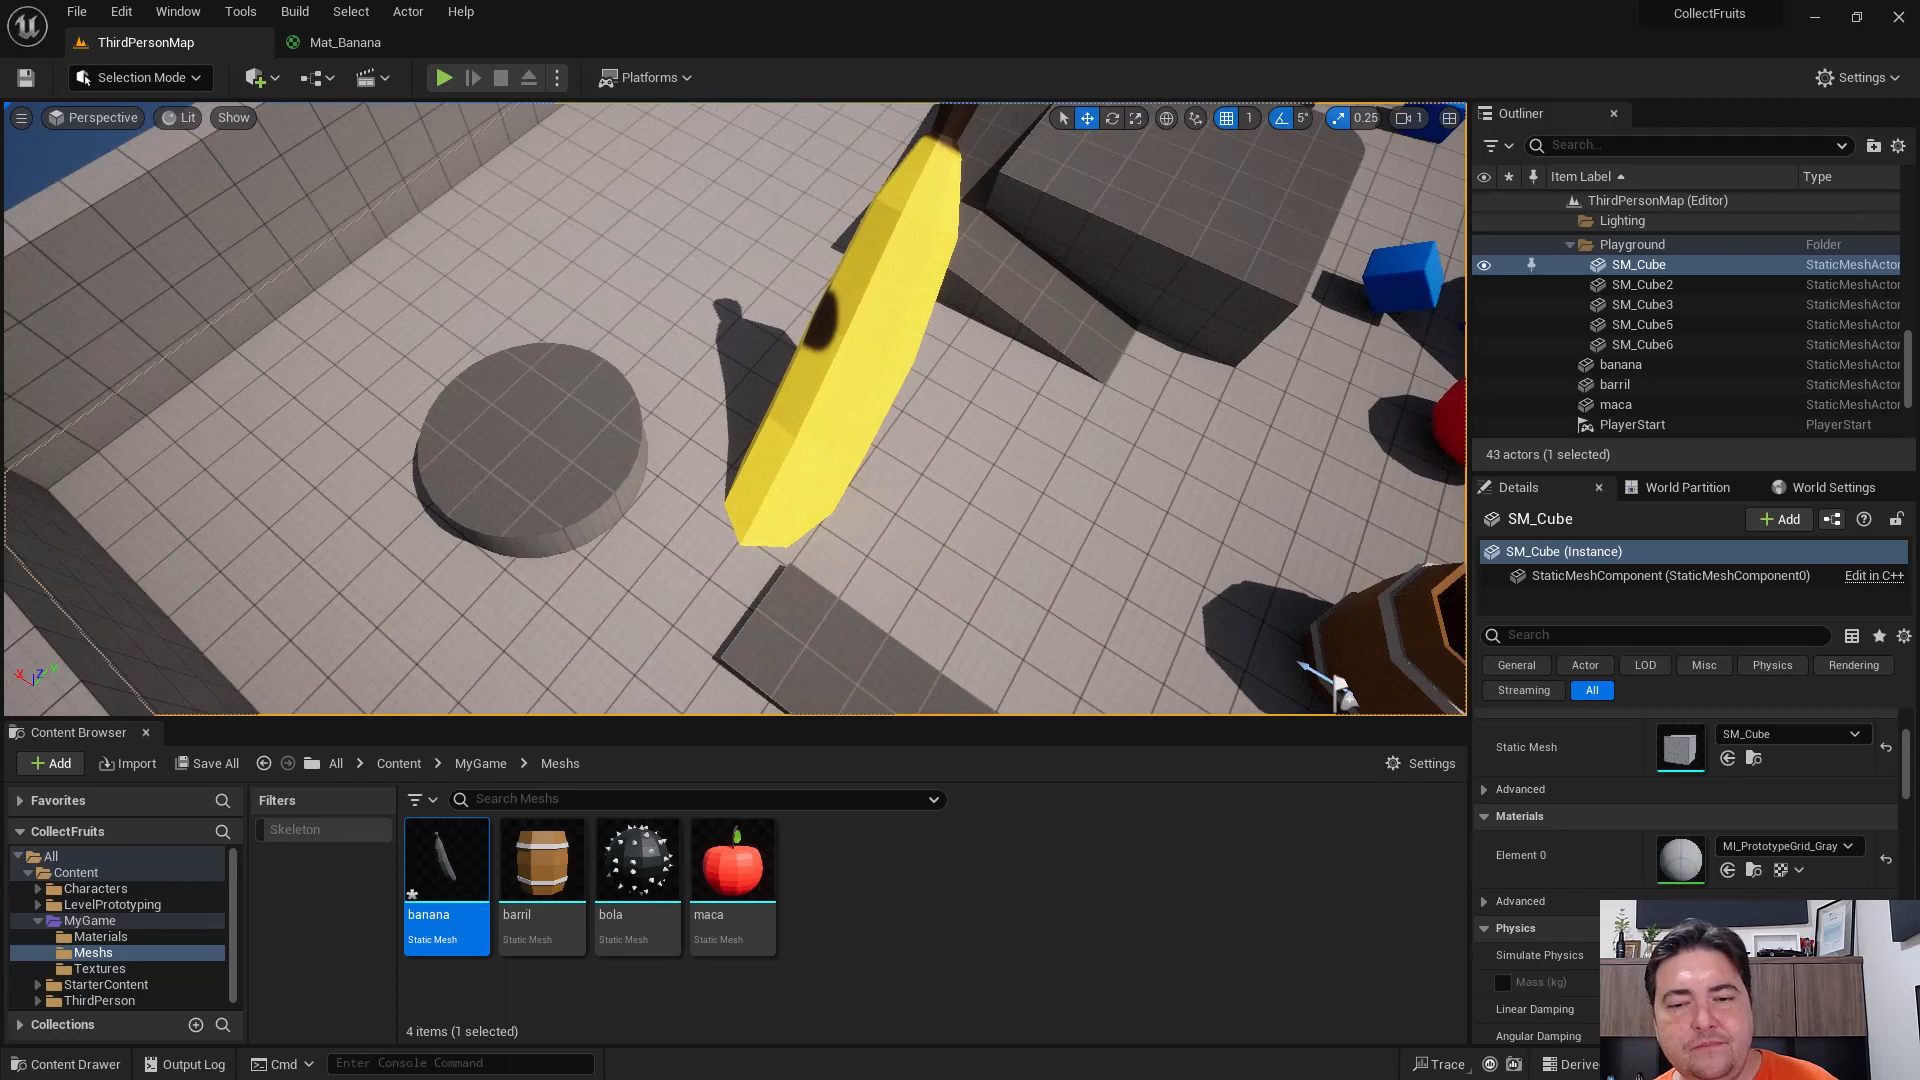 File Edit Window Tools Build Select Actor Help
CollectFruits
ThirdPersonMap
Mat_Banana
Selection Mode
Platforms
Settings
Perspective Lit Show
1 5° 0.25 1
Outliner
Search...
Item Label Type
ThirdPersonMap (Editor)
Lighting
Playground Folder
SM_Cube StaticMeshActor
SM_Cube2 StaticMeshActor
SM_Cube3 StaticMeshActor
SM_Cube5 StaticMeshActor
SM_Cube6 StaticMeshActor
banana StaticMeshActor
barril StaticMeshActor
maca StaticMeshActor
PlayerStart PlayerStart
43 actors (1 selected)
Details World Partition World Settings
SM_Cube
Add
SM_Cube (Instance)
StaticMeshComponent (StaticMeshComponent0) Edit in C++
Search
General Actor LOD Misc Physics Rendering
Streaming All
Static Mesh SM_Cube
Advanced
Materials
Element 0 MI_PrototypeGrid_Gray
Advanced
Physics
Simulate Physics
Mass (kg)
Linear Damping
Angular Damping
X Z Y
Content Browser
Add Import Save All All Content MyGame Meshs
Settings
Favorites
CollectFruits
All
Content
Characters
LevelPrototyping
MyGame
Materials
Meshs
Textures
StarterContent
ThirdPerson
Collections
Filters
Skeleton
Search Meshs
banana
Static Mesh
barril
Static Mesh
bola
Static Mesh
maca
Static Mesh
4 items (1 selected)
Content Drawer Output Log Cmd Enter Console Command
Trace Derive